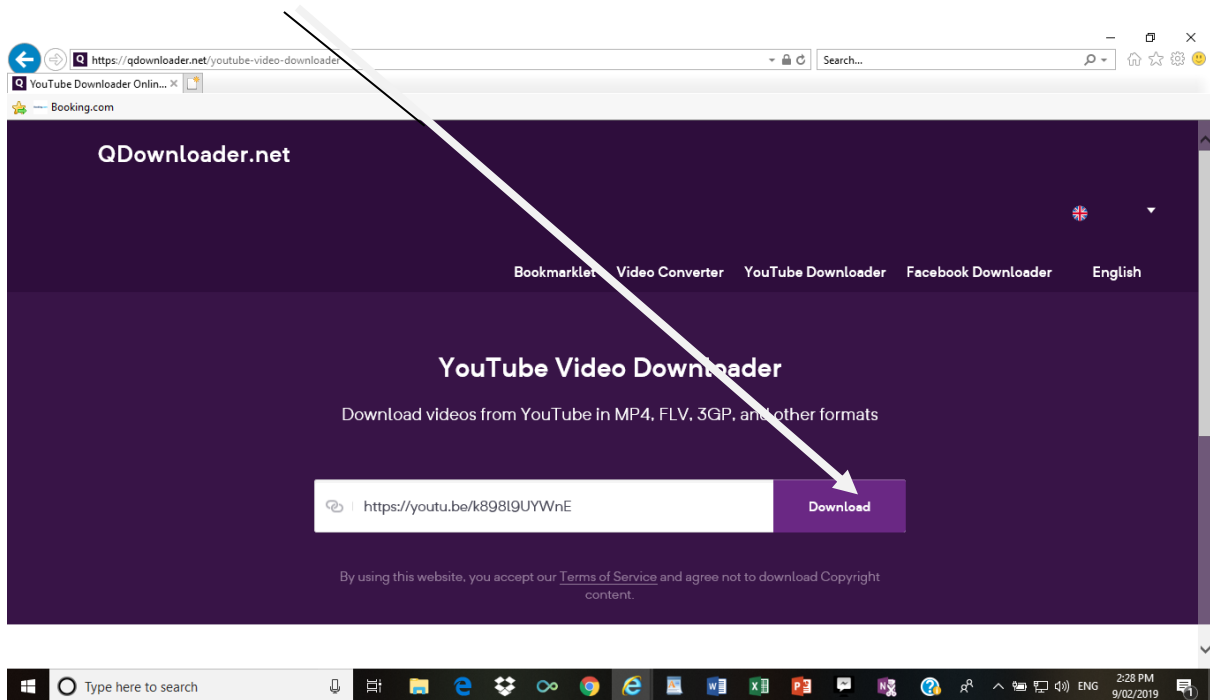 https://qdownloader.net/youtube-video-downloader
Search...
YouTube Downloader Onlin...
Booking.com
QDownloader.net
Bookmarklet Video Converter YouTube Downloader Facebook Downloader English
YouTube Video Downloader
Download videos from YouTube in MP4, FLV, 3GP, and other formats
https://youtu.be/k898l9UYWnE
Download
By using this website, you accept our Terms of Service and agree not to download Copyright
content.
Type here to search
ENG
2:28 PM
9/02/2019